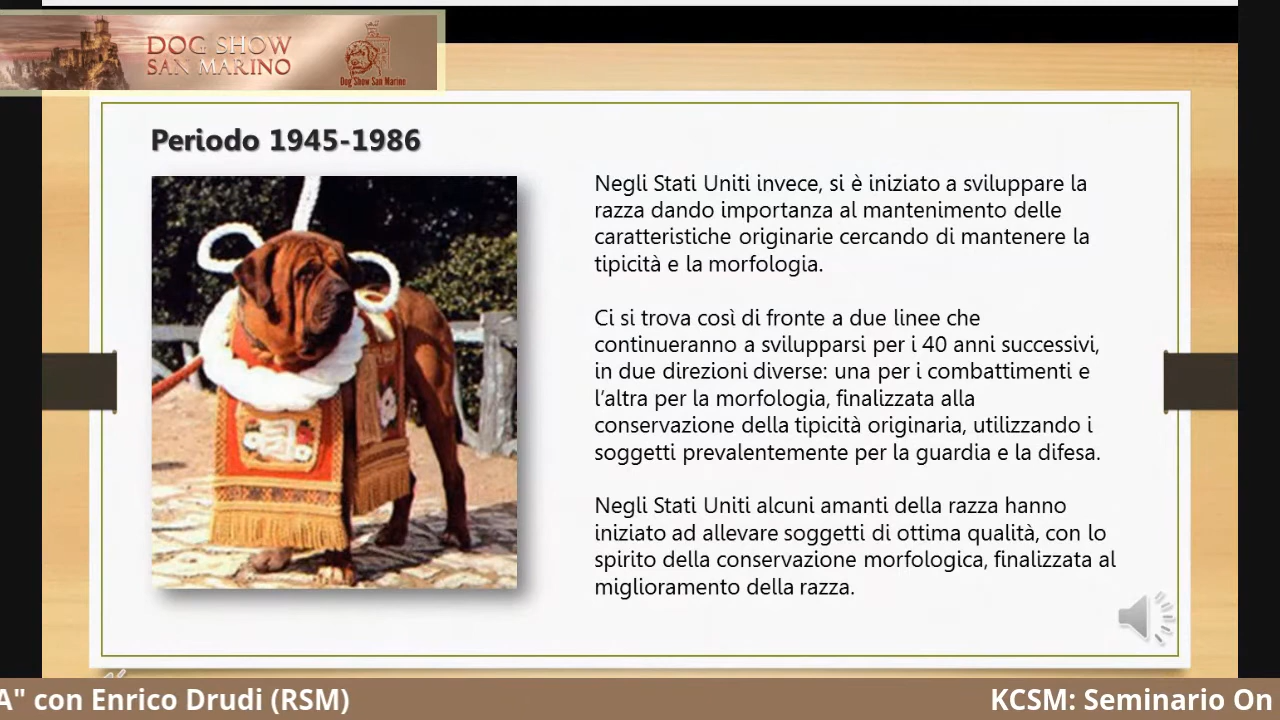 DOG SHOW
SAN MARINO
Dog Show San Marino
Periodo 1945-1986
Negli Stati Uniti invece, si è iniziato a sviluppare la
razza dando importanza al mantenimento delle
caratteristiche originarie cercando di mantenere la
tipicità e la morfologia.
Ci si trova così di fronte a due linee che
continueranno a svilupparsi per i 40 anni successivi,
in due direzioni diverse: una per i combattimenti e
l’altra per la morfologia, finalizzata alla
conservazione della tipicità originaria, utilizzando i
soggetti prevalentemente per la guardia e la difesa.
Negli Stati Uniti alcuni amanti della razza hanno
iniziato ad allevare soggetti di ottima qualità, con lo
spirito della conservazione morfologica, finalizzata al
miglioramento della razza.
A" con Enrico Drudi (RSM)
KCSM: Seminario On